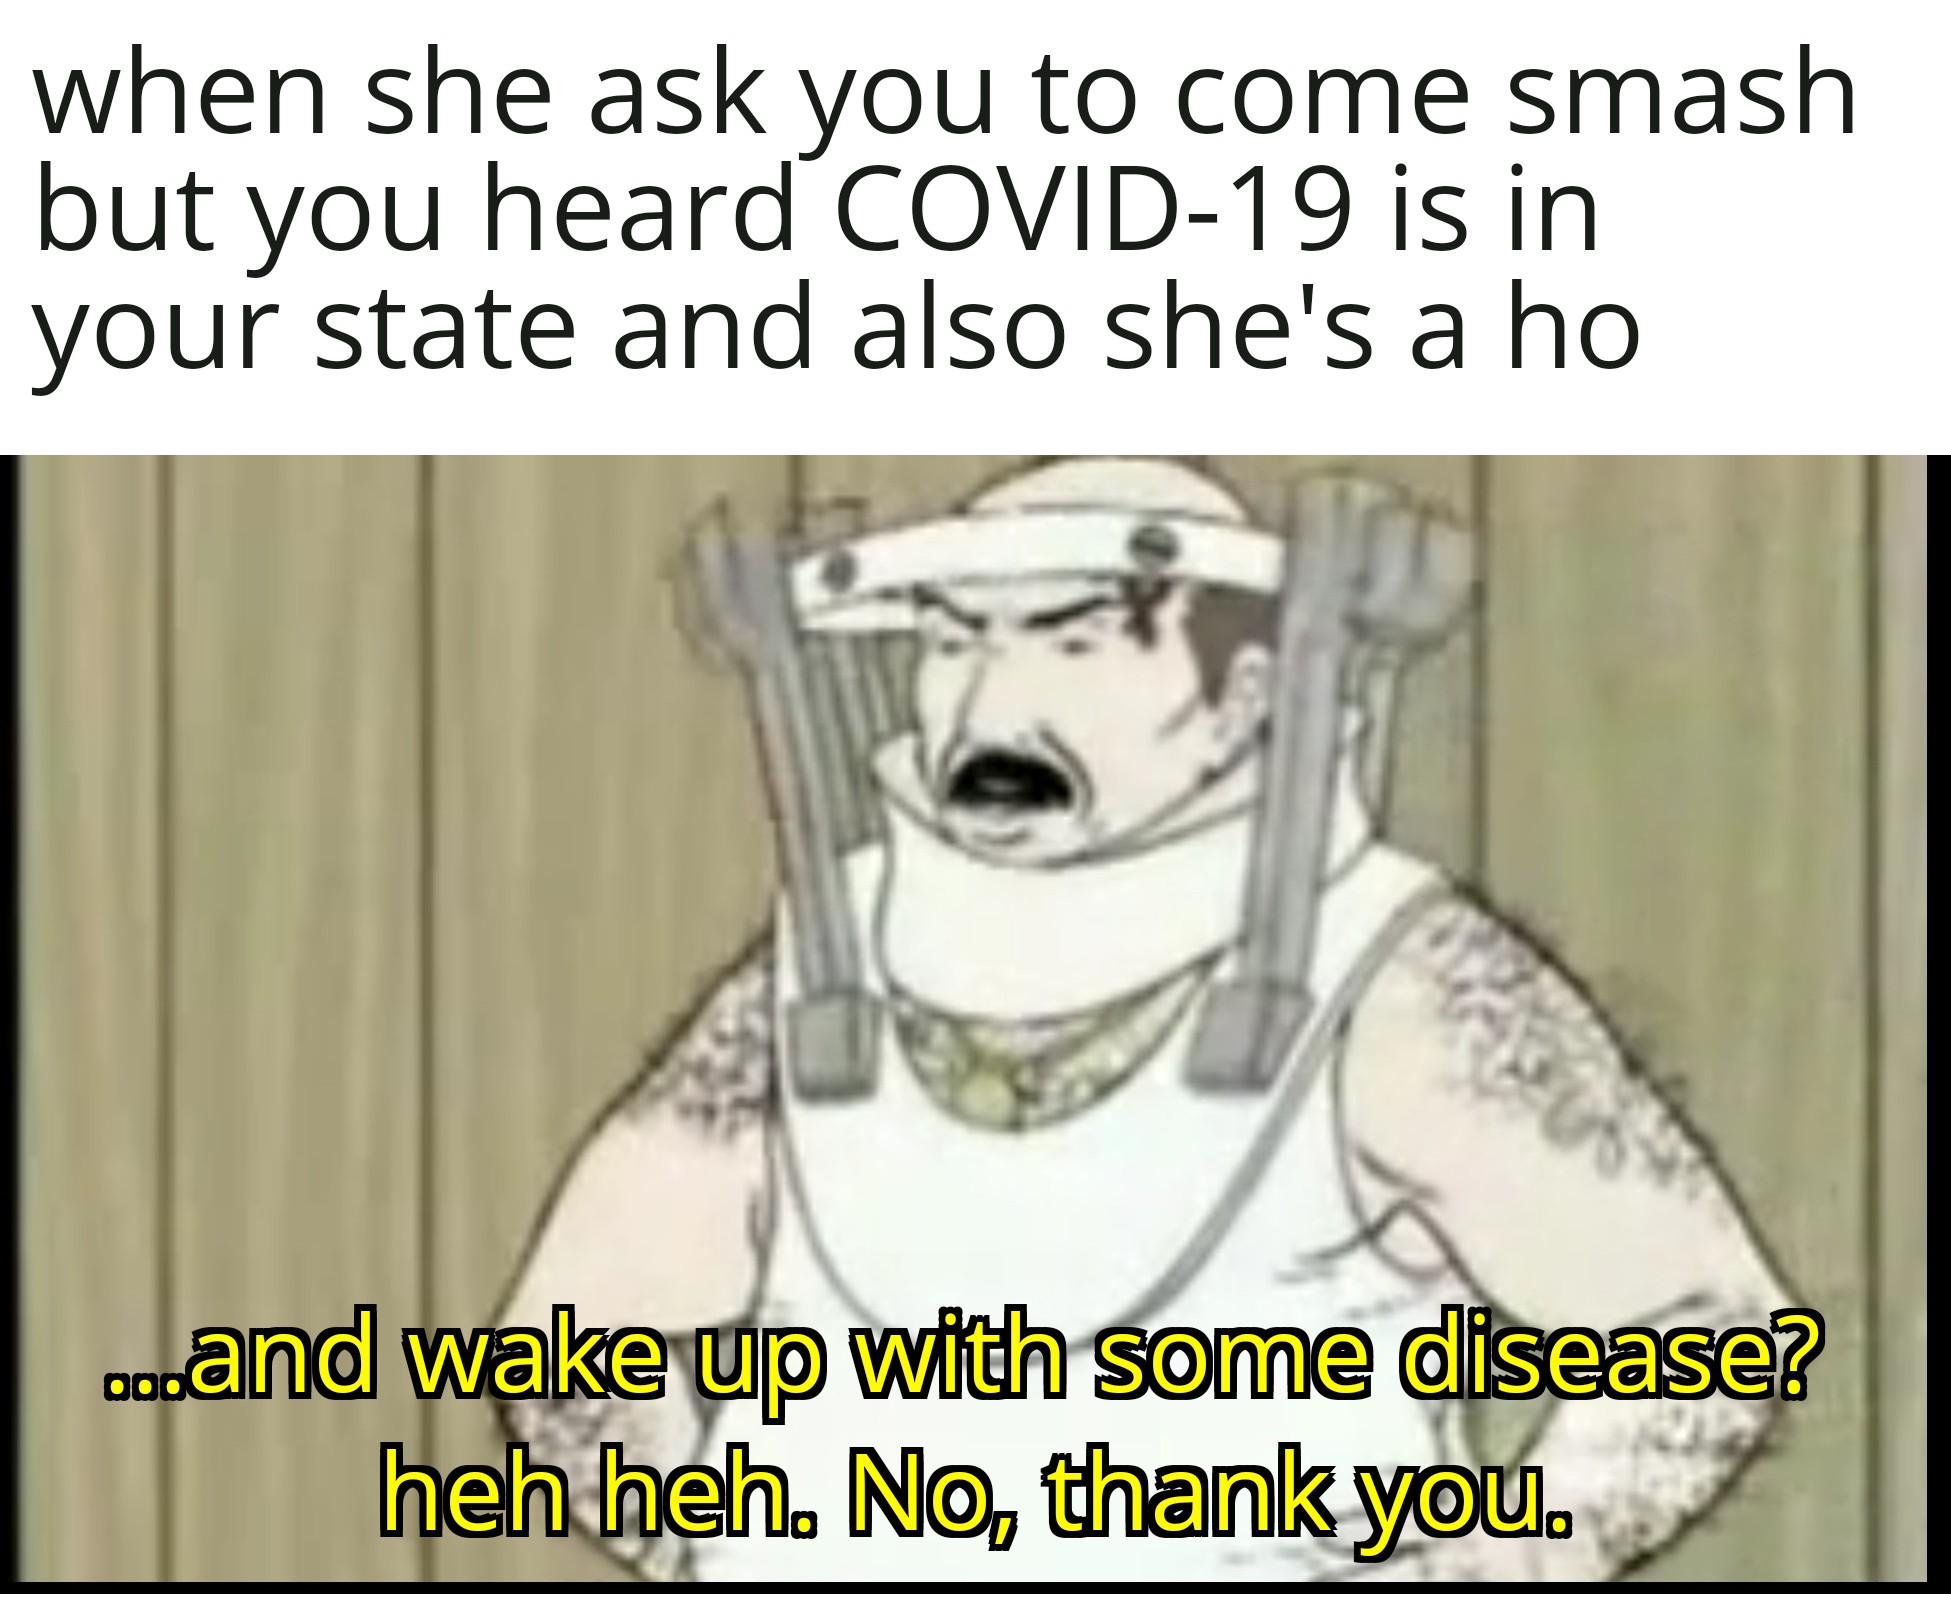 when she ask you to come smash
but you heard COVID-19 is in
your state and also she's a ho
...and wake up with some disease?
heh heh. No, thank you.